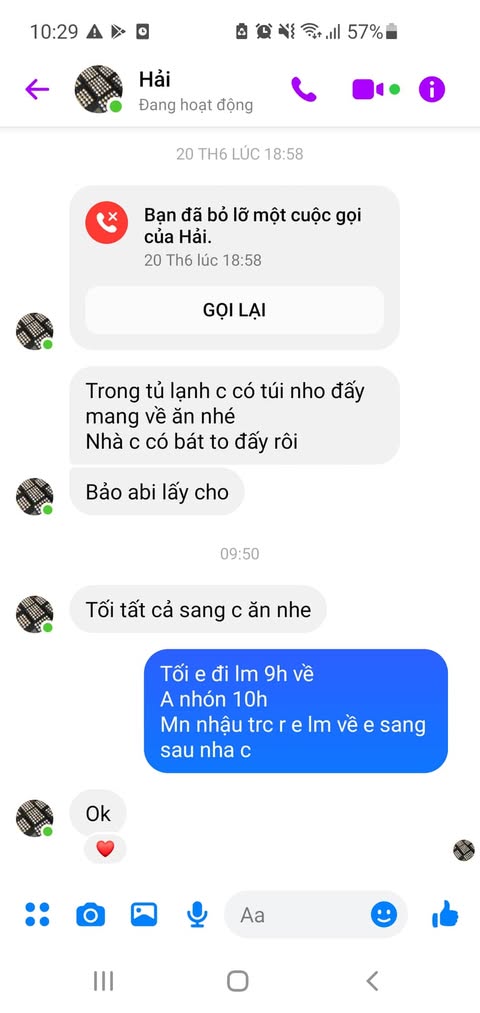 10:29
57%
Hải
Đang hoạt động
20 TH6 LÚC 18:58
Bạn đã bỏ lỡ một cuộc gọi
của Hải.
20 Th6 lúc 18:58
GỌI LẠI
Trong tủ lạnh c có túi nho đấy
mang về ăn nhé
Nhà c có bát to đấy rôi
Bảo abi lấy cho
09:50
Tối tất cả sang c ăn nhe
Tối e đi lm 9h về
A nhón 10h
Mn nhậu trc r e lm về e sang
sau nha c
Ok
Aa